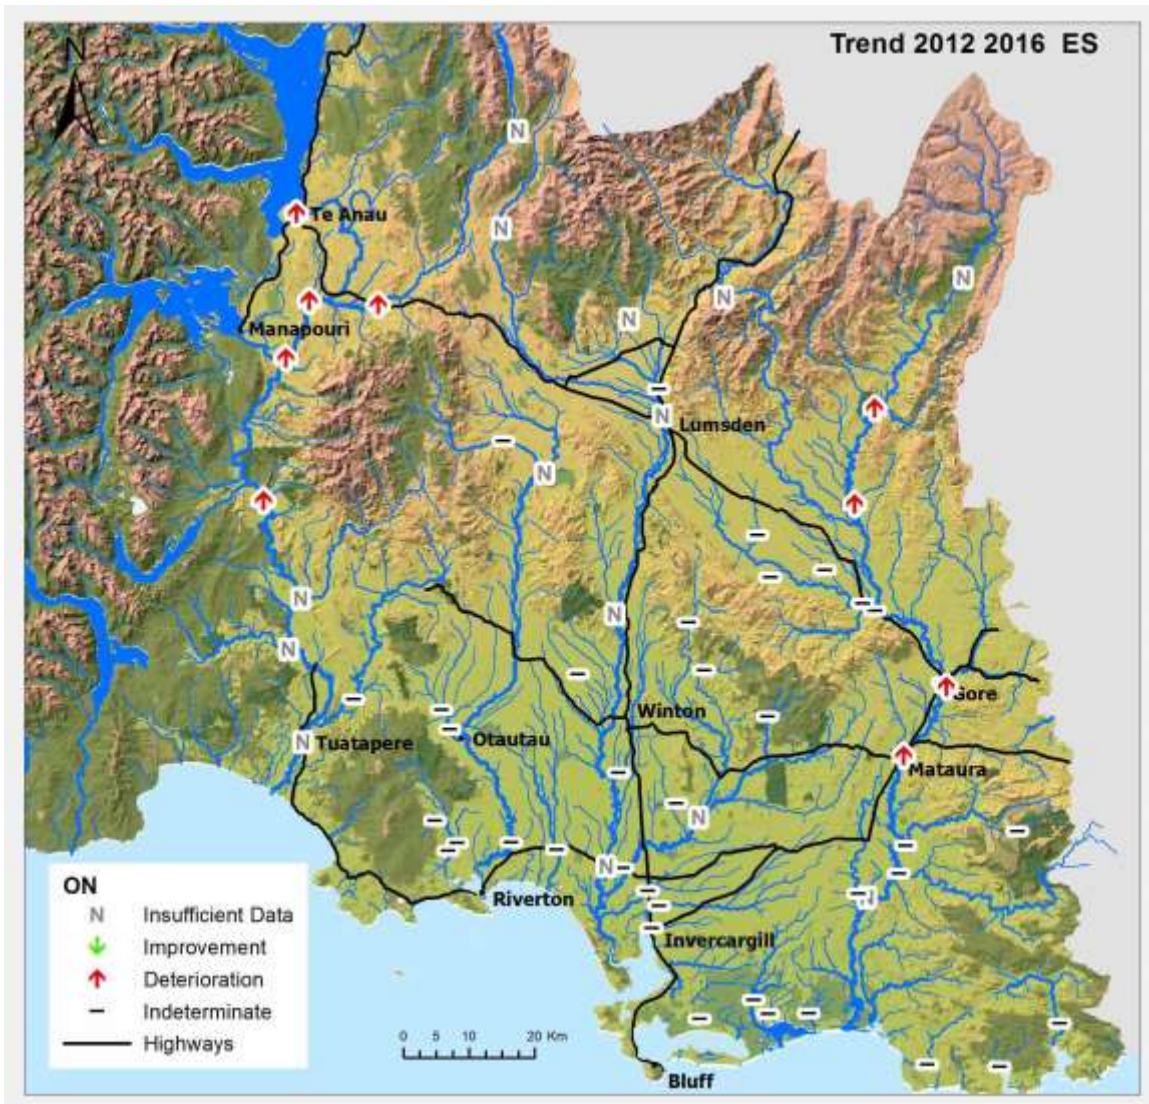 Trend 2012 2016 ES
N
N
Te Anau
N
N
N
Manapouri
N
N
Lumsden
N
N
N
N
Gore
Winton
N
Tuatapere
Otautau
Mataura
N
N
Riverton
Invercargill
Bluff
ON
N Insufficient Data
Improvement
Deterioration
Indeterminate
Highways
0 5 10 20 Km